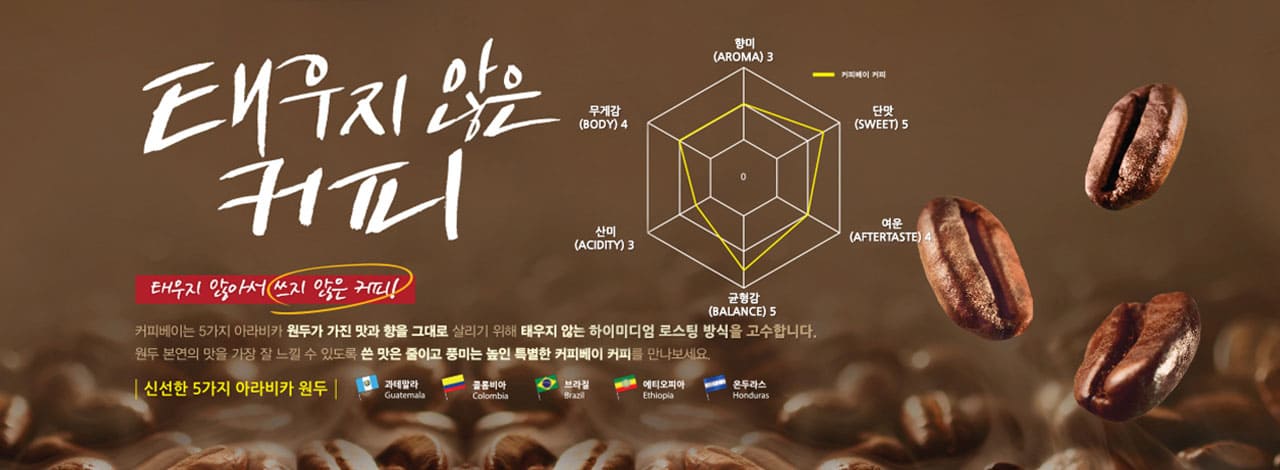 태우지 않은
커피
태우지 않아서 쓰지 않은 커피!
커피베이는 5가지 아라비카 원두가 가진 맛과 향을 그대로 살리기 위해 태우지 않는 하이미디엄 로스팅 방식을 고수합니다.
원두 본연의 맛을 가장 잘 느낄 수 있도록 쓴 맛은 줄이고 풍미는 높인 특별한 커피베이 커피를 만나보세요.
신선한 5가지 아라비카 원두
과테말라
Guatemala
콜롬비아
Colombia
브라질
Brazil
에티오피아
Ethiopia
온두라스
Honduras
향미
(AROMA) 3
커피베이 커피
무게감
(BODY) 4
단맛
(SWEET) 5
0
산미
(ACIDITY) 3
여운
(AFTERTASTE) 4
균형감
(BALANCE) 5